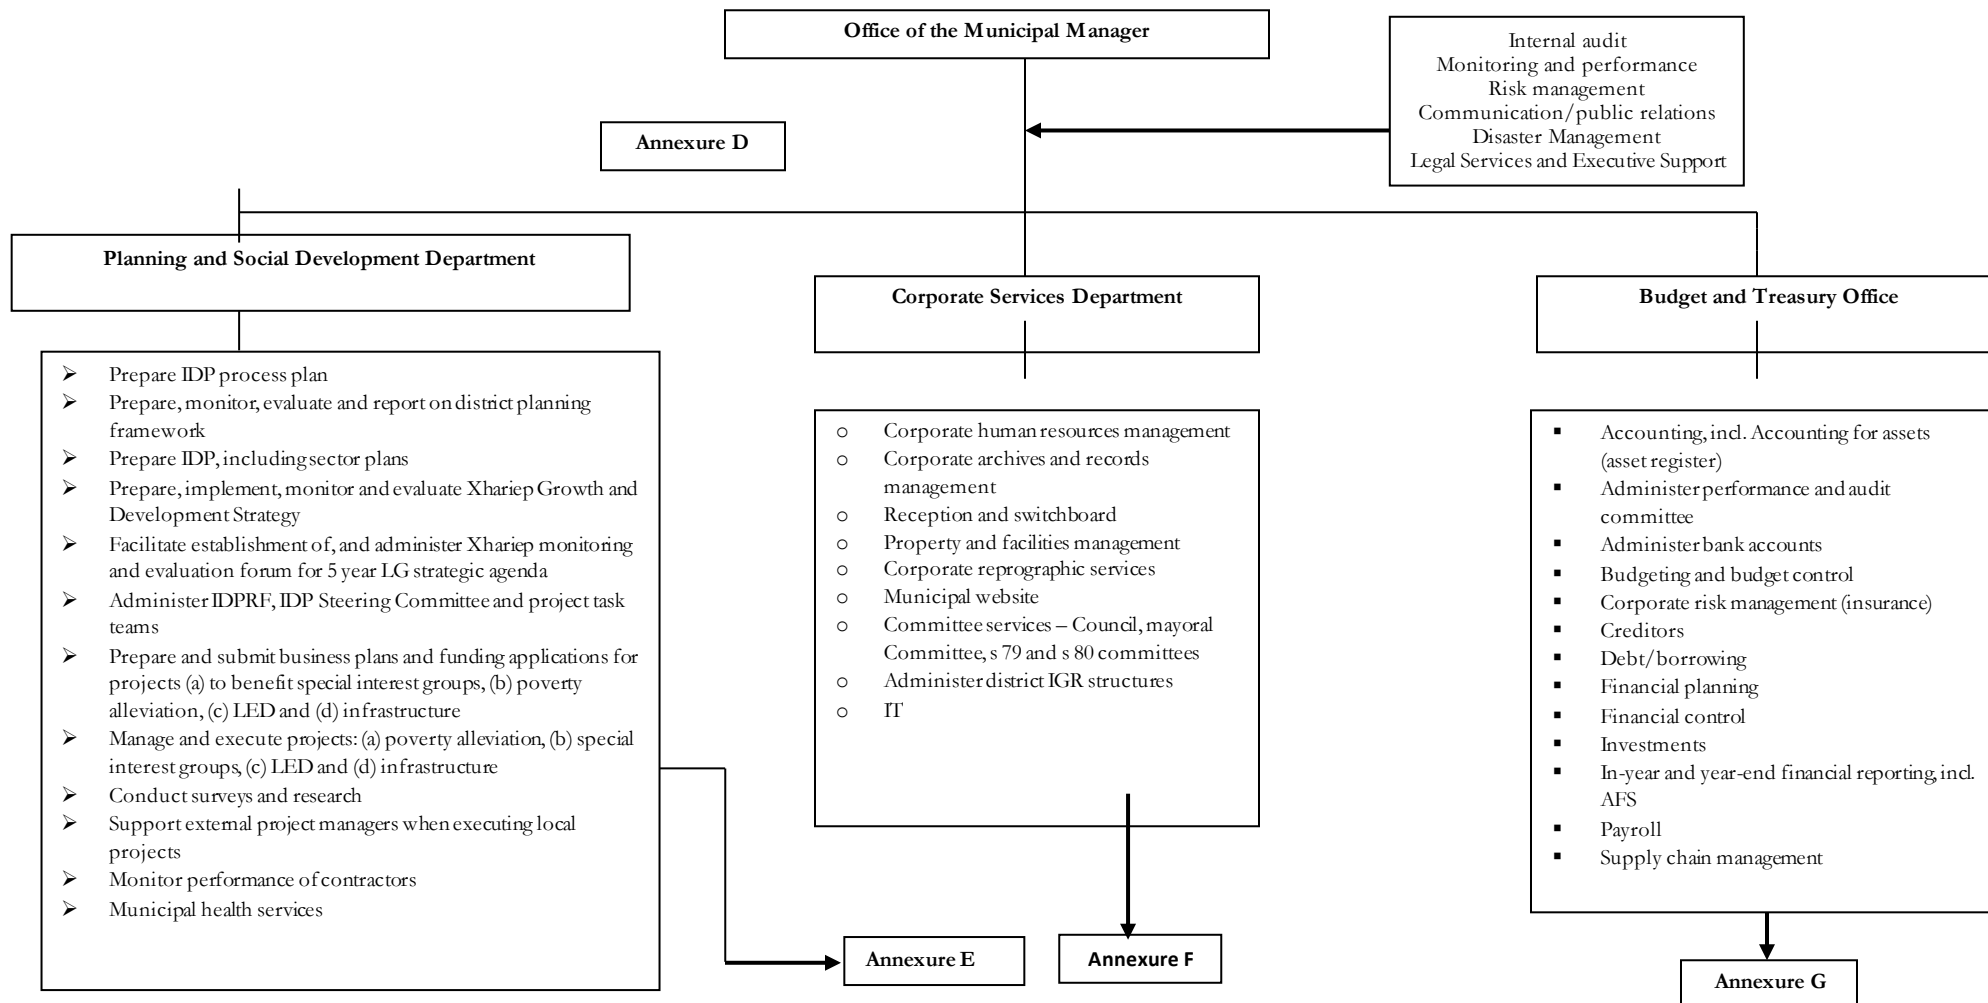 Office of the Municipal Manager
Internal audit
Monitoring and performance
Risk management
Communication/public relations
Disaster Management
Legal Services and Executive Support
Annexure D
Planning and Social Development Department
Corporate Services Department
Budget and Treasury Office
Prepare IDP process plan
Prepare, monitor, evaluate and report on district planning
framework
Prepare IDP, including sector plans
Prepare, implement, monitor and evaluate Xhariep Growth and
Development Strategy
Facilitate establishment of, and administer Xhariep monitoring
and evaluation forum for 5 year LG strategic agenda
Administer IDPRF, IDP Steering Committee and project task
teams
Prepare and submit business plans and funding applications for
projects (a) to benefit special interest groups, (b) poverty
alleviation, (c) LED and (d) infrastructure
Manage and execute projects: (a) poverty alleviation, (b) special
interest groups, (c) LED and (d) infrastructure
Conduct surveys and research
Support external project managers when executing local
projects
Monitor performance of contractors
Municipal health services
Corporate human resources management
Corporate archives and records
management
Reception and switchboard
Property and facilities management
Corporate reprographic services
Municipal website
Committee services – Council, mayoral
Committee, s 79 and s 80 committees
Administer district IGR structures
IT
Accounting, incl. Accounting for assets
(asset register)
Administer performance and audit
committee
Administer bank accounts
Budgeting and budget control
Corporate risk management (insurance)
Creditors
Debt/borrowing
Financial planning
Financial control
Investments
In-year and year-end financial reporting, incl.
AFS
Payroll
Supply chain management
Annexure E
Annexure F
Annexure G